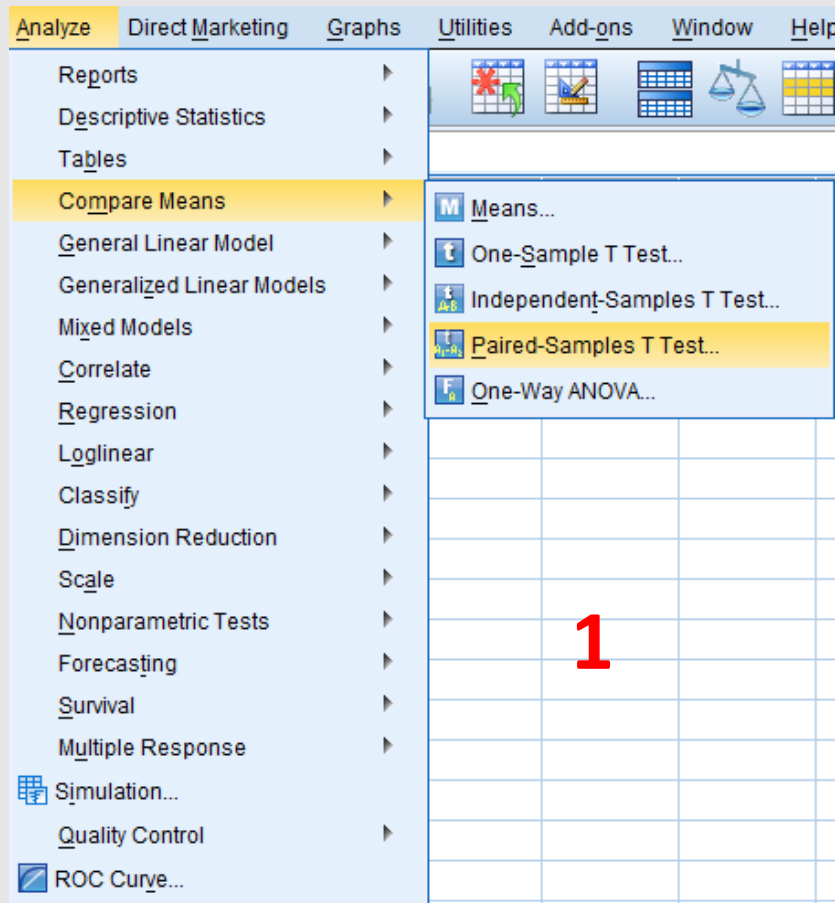 Analyze Direct Marketing Graphs Utilities Add-ons Window Help
Reports
Descriptive Statistics
Tables
Compare Means
General Linear Model
Generalized Linear Models
Mixed Models
Correlate
Regression
Loglinear
Classify
Dimension Reduction
Scale
Nonparametric Tests
Forecasting
Survival
Multiple Response
Simulation...
Quality Control
ROC Curve...
M Means...
t One-Sample T Test...
Independent-Samples T Test...
Paired-Samples T Test...
One-Way ANOVA...
1